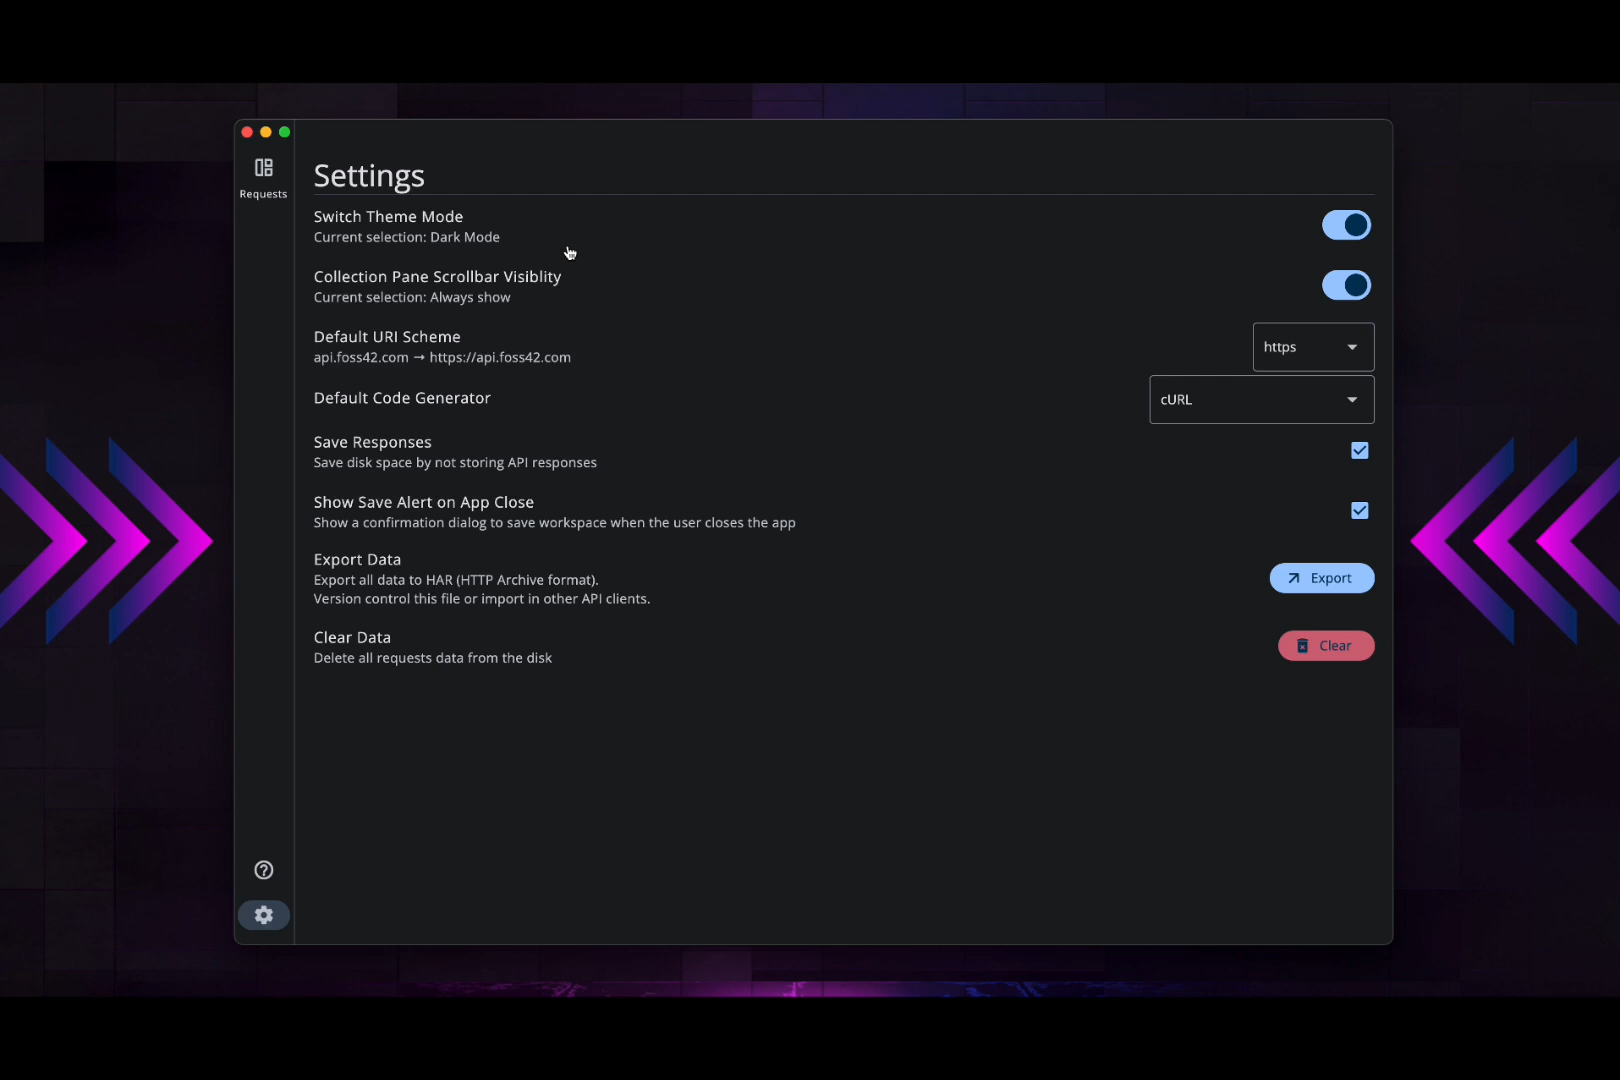 Requests
Settings
Switch Theme Mode
Current selection: Dark Mode
Collection Pane Scrollbar Visiblity
Current selection: Always show
Default URI Scheme
api.foss42.com → https://api.foss42.com
https
Default Code Generator
cURL
Save Responses
Save disk space by not storing API responses
Show Save Alert on App Close
Show a confirmation dialog to save workspace when the user closes the app
Export Data
Export all data to HAR (HTTP Archive format).
Version control this file or import in other API clients.
Export
Clear Data
Delete all requests data from the disk
Clear